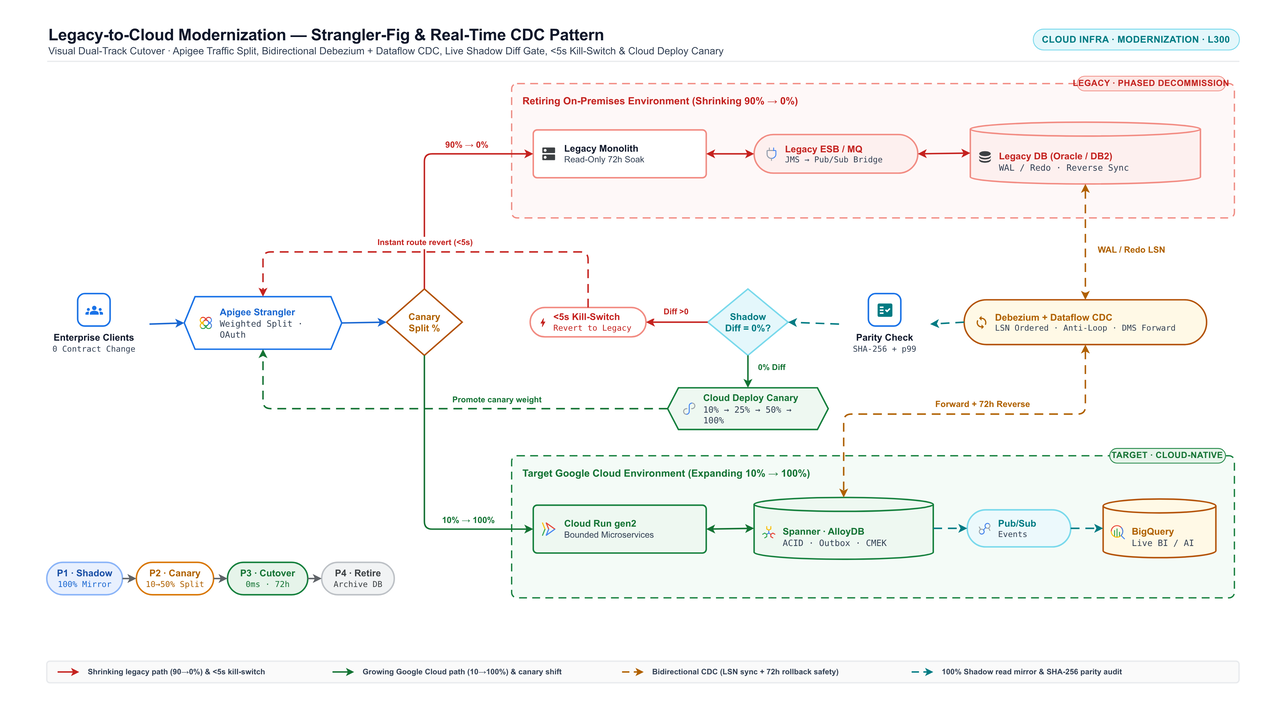 Legacy-to-Cloud Modernization — Strangler-Fig & Real-Time CDC Pattern
Visual Dual-Track Cutover · Apigee Traffic Split, Bidirectional Debezium + Dataflow CDC, Live Shadow Diff Gate, <5s Kill-Switch & Cloud Deploy Canary
CLOUD INFRA · MODERNIZATION · L300
LEGACY · PHASED DECOMMISSION
Retiring On-Premises Environment (Shrinking 90% → 0%)
90% → 0%
Legacy Monolith
Read-Only 72h Soak
Legacy ESB / MQ
JMS → Pub/Sub Bridge
Legacy DB (Oracle / DB2)
WAL / Redo · Reverse Sync
Instant route revert (<5s)
WAL / Redo LSN
Enterprise Clients
0 Contract Change
Apigee Strangler
Weighted Split ·
OAuth
Canary
Split %
<5s Kill-Switch
Revert to Legacy
Diff >0
Shadow
Diff = 0%?
Parity Check
SHA-256 + p99
Debezium + Dataflow CDC
LSN Ordered · Anti-Loop · DMS Forward
0% Diff
Promote canary weight
Cloud Deploy Canary
10% → 25% → 50% →
100%
Forward + 72h Reverse
TARGET · CLOUD-NATIVE
Target Google Cloud Environment (Expanding 10% → 100%)
10% → 100%
Cloud Run gen2
Bounded Microservices
Spanner · AlloyDB
ACID · Outbox · CMEK
Pub/Sub
Events
BigQuery
Live BI / AI
P1 · Shadow
100% Mirror
P2 · Canary
10→50% Split
P3 · Cutover
0ms · 72h
P4 · Retire
Archive DB
Shrinking legacy path (90→0%) & <5s kill-switch
Growing Google Cloud path (10→100%) & canary shift
Bidirectional CDC (LSN sync + 72h rollback safety)
100% Shadow read mirror & SHA-256 parity audit